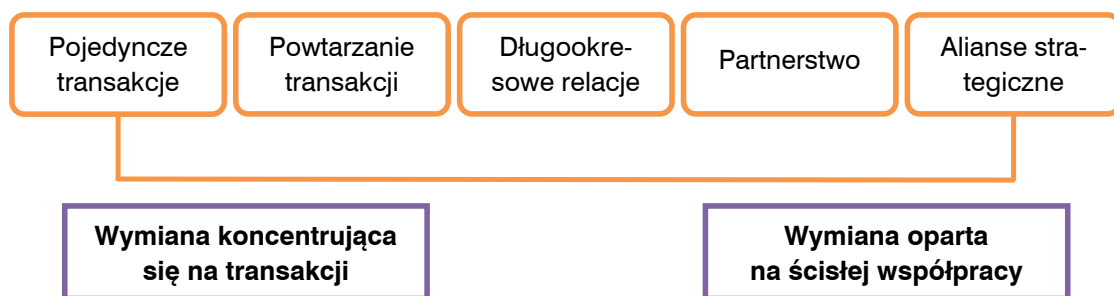 Pojedyncze
transakcje
Powtarzanie
transakcji
Długookre-
sowe relacje
Partnerstwo
Alianse stra-
tegiczne
Wymiana koncentrująca
się na transakcji
Wymiana oparta
na ścisłej współpracy